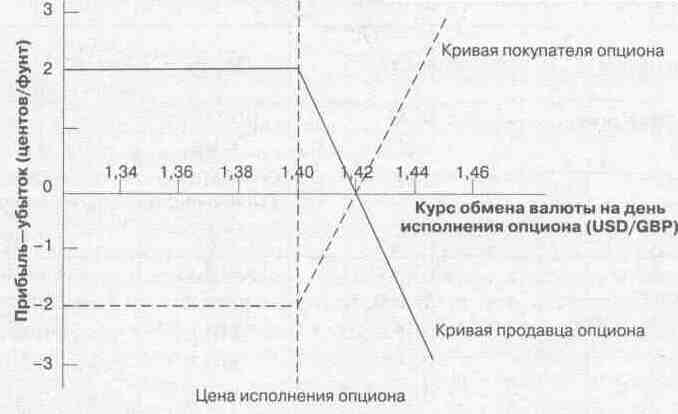 3
Кривая покупателя опциона
2
1,34 1,36 1,38 1,40 1,42 1,44 1,46
0
Курс обмена валюты на день
исполнения опциона (USD/GBP)
–1
–2
Кривая продавца опциона
–3
Цена исполнения опциона
Прибыль—убыток (центов/фунт)